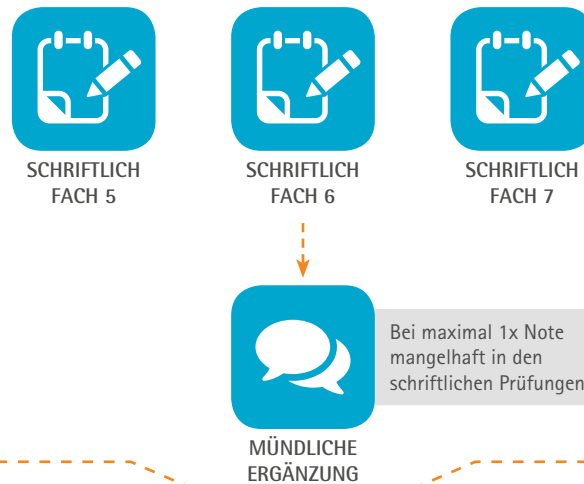 SCHRIFTLICH
FACH 5
SCHRIFTLICH
FACH 6
SCHRIFTLICH
FACH 7
Bei maximal 1x Note
mangelhaft in den
schriftlichen Prüfungen
MÜNDLICHE
ERGÄNZUNG